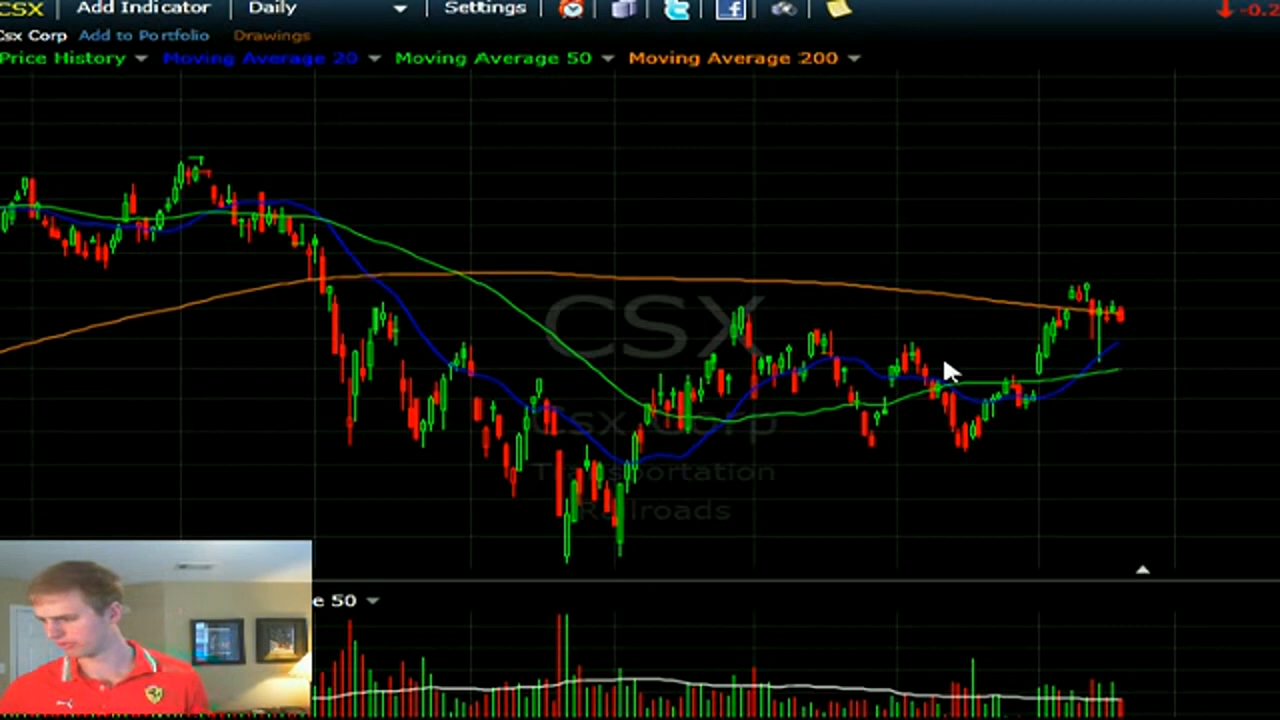 CSX Add Indicator Daily Settings -0.2
Csx Corp Add to Portfolio Drawings
Price History Moving Average 20 Moving Average 50 Moving Average 200
CSX
Csx Corp
Transportation
Railroads
e 50